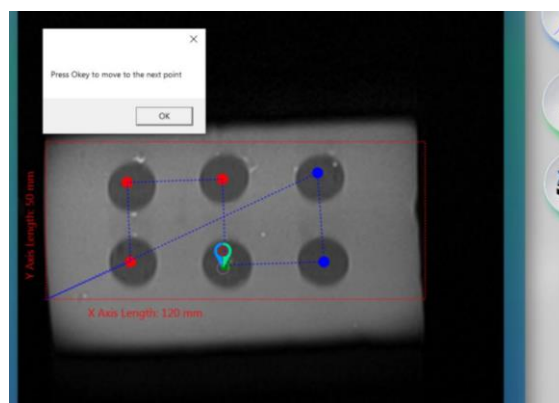 Press Okey to move to the next point
OK
Y Axis Length: 50 mm
X Axis Length: 120 mm